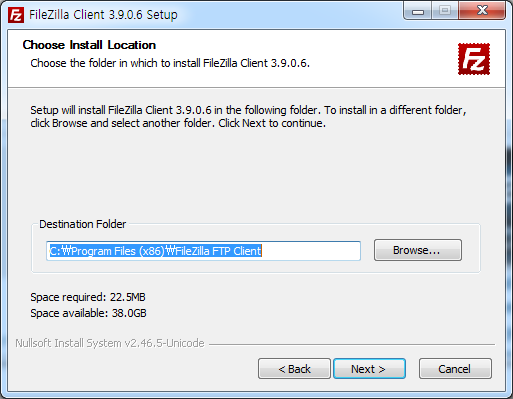 FileZilla Client 3.9.0.6 Setup
Choose Install Location
Choose the folder in which to install FileZilla Client 3.9.0.6.
Fz
Setup will install FileZilla Client 3.9.0.6 in the following folder. To install in a different folder,
click Browse and select another folder. Click Next to continue.
Destination Folder
C:₩Program Files (x86)₩FileZilla FTP Client
Browse...
Space required: 22.5MB
Space available: 38.0GB
Nullsoft Install System v2.46.5-Unicode
< Back
Next >
Cancel